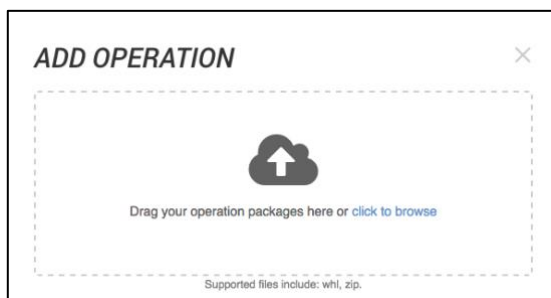 ADD OPERATION
Drag your operation packages here or click to browse
Supported files include: whl, zip.